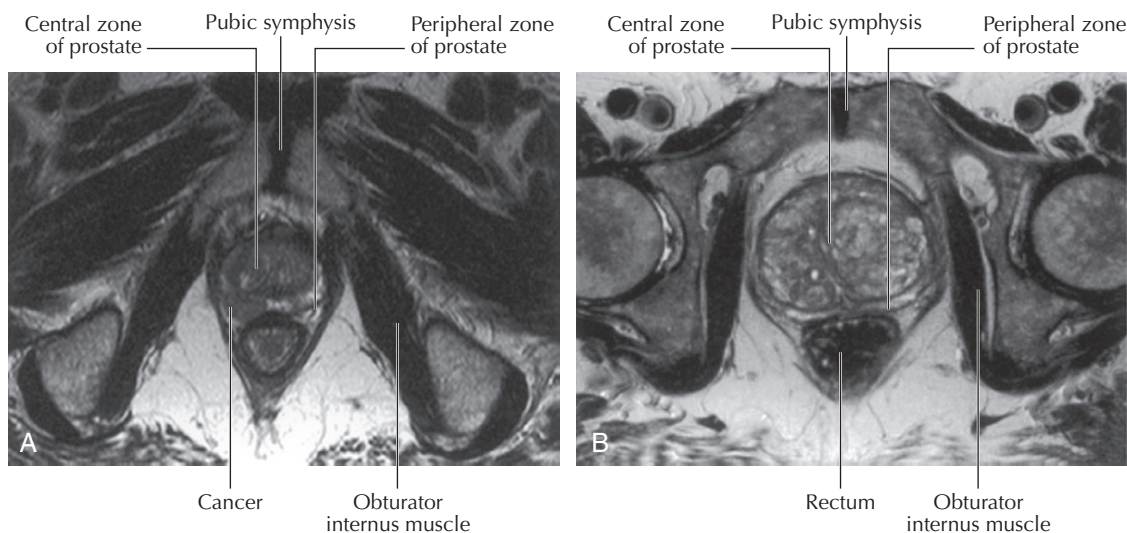 Central zone
of prostate
Pubic symphysis
Peripheral zone
of prostate
Central zone
of prostate
Pubic symphysis
Peripheral zone
of prostate
A
B
Cancer
Obturator
internus muscle
Rectum
Obturator
internus muscle